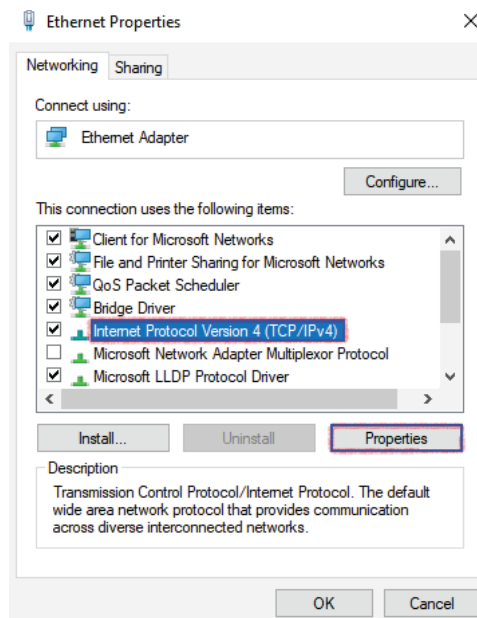 Ethernet Properties
Networking Sharing
Connect using:
Ethernet Adapter
Configure...
This connection uses the following items:
Client for Microsoft Networks
File and Printer Sharing for Microsoft Networks
QoS Packet Scheduler
Bridge Driver
Internet Protocol Version 4 (TCP/IPv4)
Microsoft Network Adapter Multiplexor Protocol
Microsoft LLDP Protocol Driver
Install... Uninstall Properties
Description
Transmission Control Protocol/Internet Protocol. The default
wide area network protocol that provides communication
across diverse interconnected networks.
OK Cancel